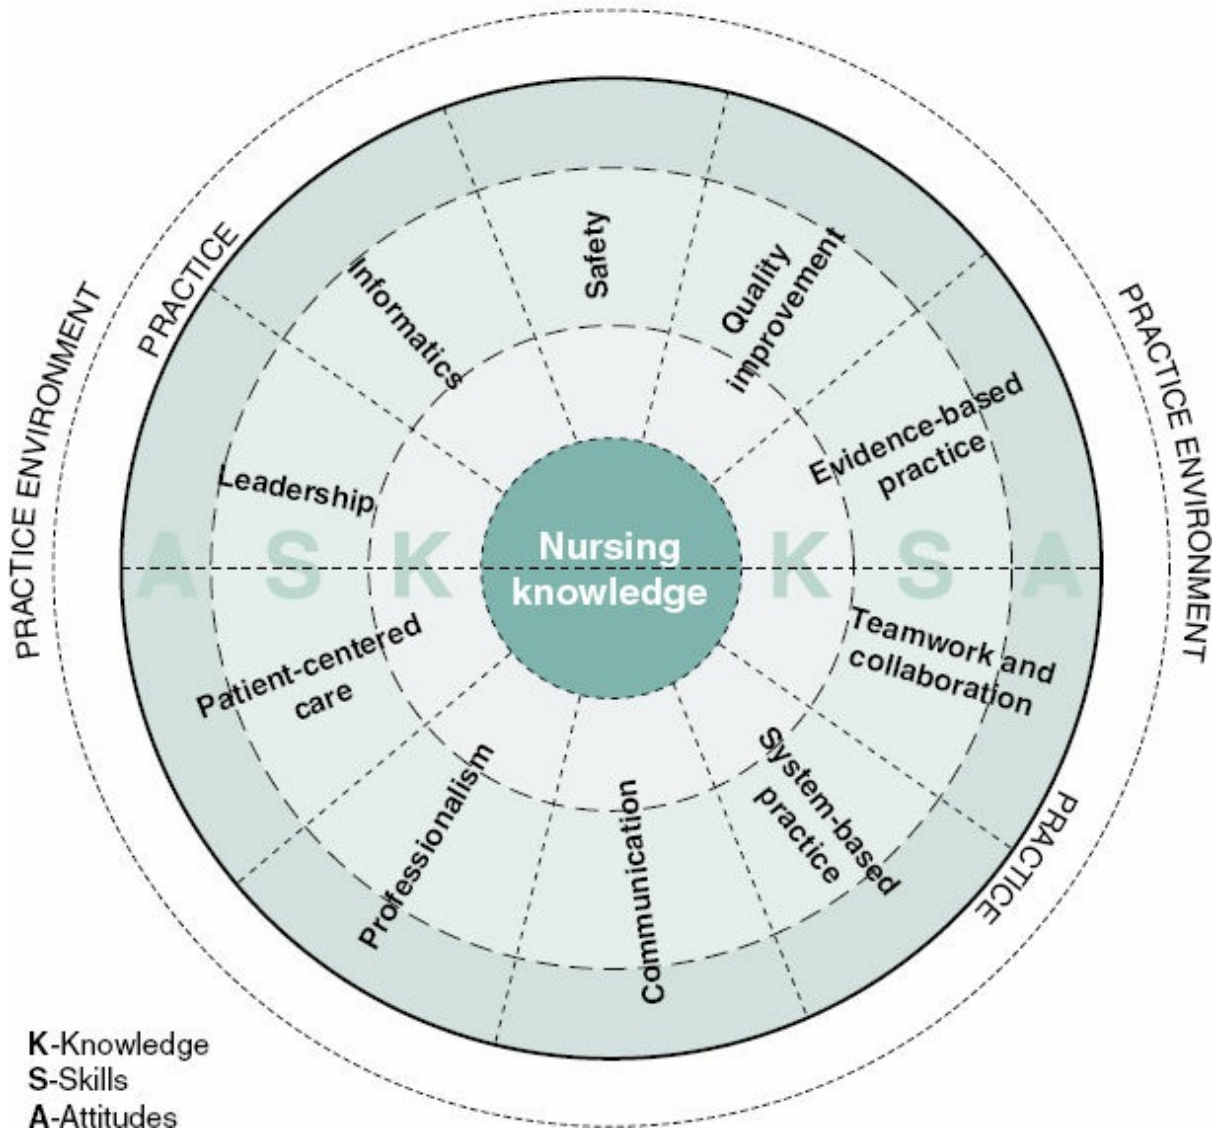 PRACTICE ENVIRONMENT
PRACTICE
Safety
Quality
improvement
Informatics
Evidence-based
practice
Leadership
A S K
Nursing
knowledge
K S A
PRACTICE ENVIRONMENT
Patient-centered
care
Teamwork and
collaboration
Professionalism
Communication
System-based
practice
PRACTICE
K-Knowledge
S-Skills
A-Attitudes